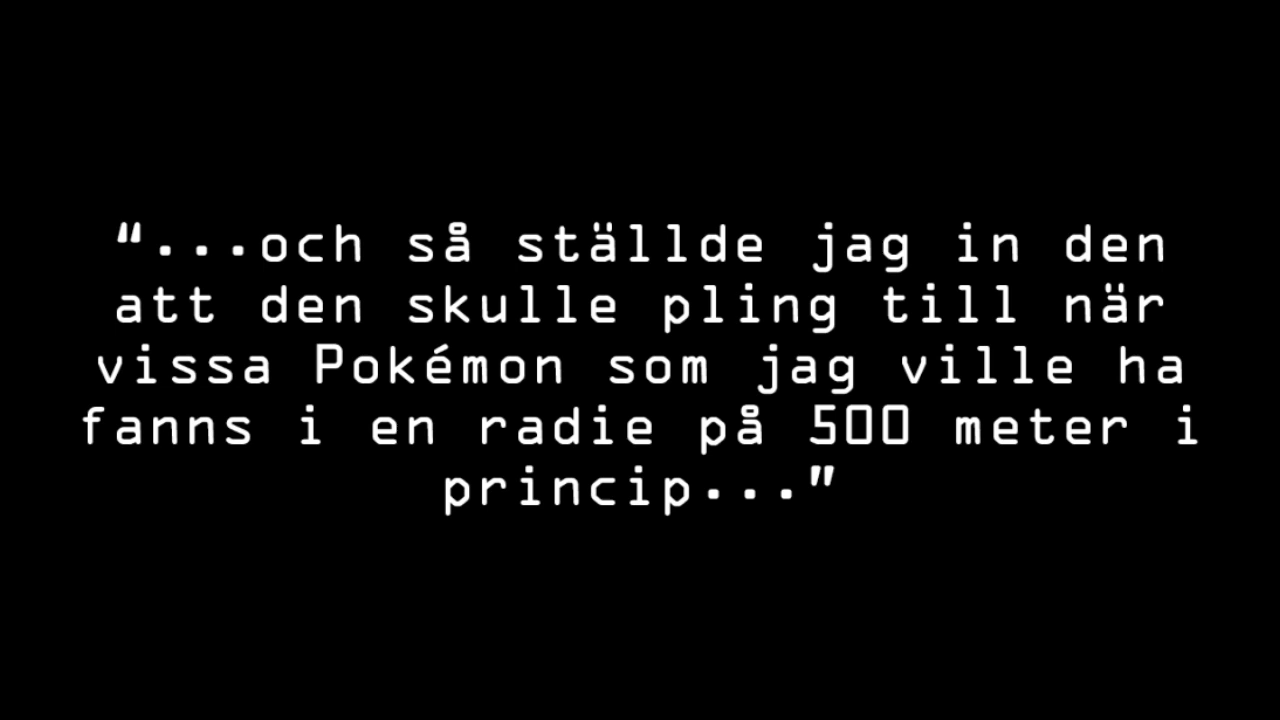 “...och så ställde jag in den
att den skulle pling till när
vissa Pokémon som jag ville ha
fanns i en radie på 500 meter i
princip...”